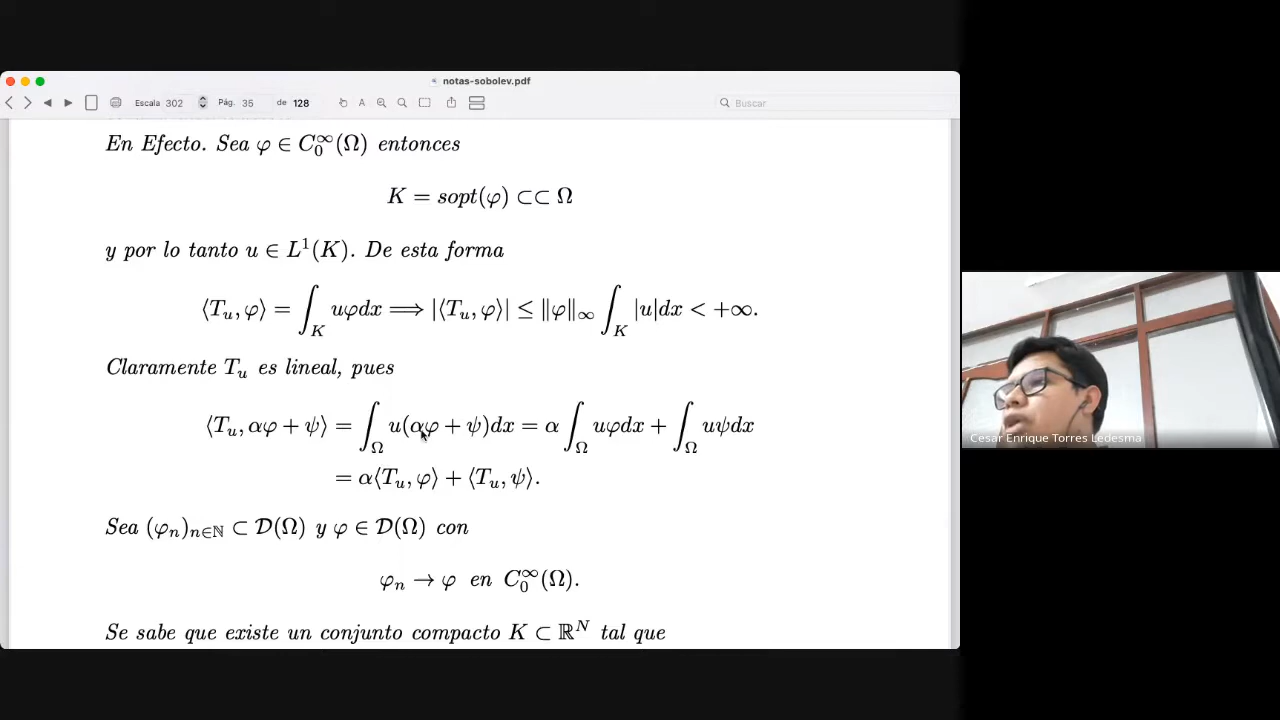 notas-sobolev.pdf
Escala 302 Pág. 35 de 128 A Buscar
En Efecto. Sea φ ∈ C₀^∞(Ω) entonces
K = sopt(φ) ⊂⊂ Ω
y por lo tanto u ∈ L¹(K). De esta forma
⟨T_u, φ⟩ = ∫_K uφdx ⟹ |⟨T_u, φ⟩| ≤ ‖φ‖_∞ ∫_K |u|dx < +∞.
Claramente T_u es lineal, pues
⟨T_u, αφ + ψ⟩ = ∫_Ω u(αφ + ψ)dx = α ∫_Ω uφdx + ∫_Ω uψdx
= α⟨T_u, φ⟩ + ⟨T_u, ψ⟩.
Sea (φ_n)_{n∈ℕ} ⊂ 𝒟(Ω) y φ ∈ 𝒟(Ω) con
φ_n → φ en C₀^∞(Ω).
Se sabe que existe un conjunto compacto K ⊂ ℝ^N tal que
Cesar Enrique Torres Ledesma